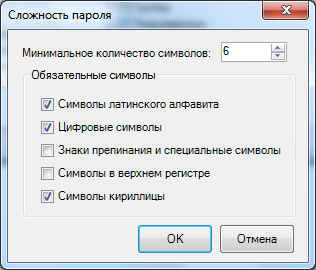 Сложность пароля
Минимальное количество символов: 6
Обязательные символы
Символы латинского алфавита
Цифровые символы
Знаки препинания и специальные символы
Символы в верхнем регистре
Символы кириллицы
OK Отмена